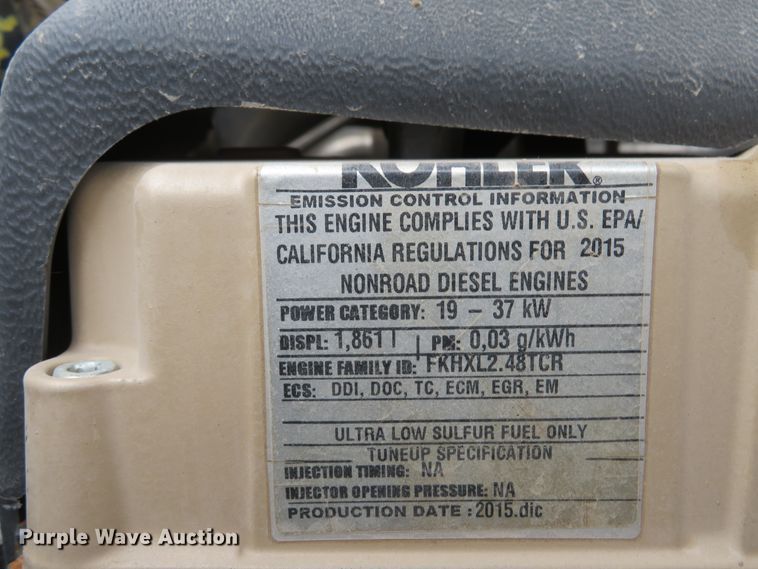 KOHLER®
EMISSION CONTROL INFORMATION
THIS ENGINE COMPLIES WITH U.S. EPA/
CALIFORNIA REGULATIONS FOR 2015
NONROAD DIESEL ENGINES
POWER CATEGORY: 19 – 37 kW
DISPL: 1,861 l PM: 0,03 g/kWh
ENGINE FAMILY ID: FKHXL2.48TCR
ECS: DDI, DOC, TC, ECM, EGR, EM
ULTRA LOW SULFUR FUEL ONLY
TUNEUP SPECIFICATION
INJECTION TIMING: NA
INJECTOR OPENING PRESSURE: NA
PRODUCTION DATE : 2015.dic
Purple Wave Auction®